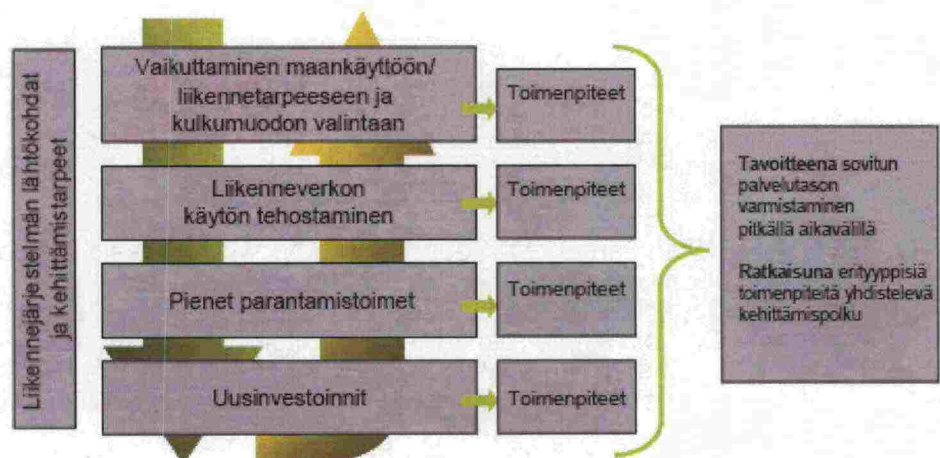 Liikennejärjestelmän lähtökohdat
ja kehittämistarpeet
Vaikuttaminen maankäyttöön/
liikennetarpeeseen ja
kulkumuodon valintaan
Toimenpiteet
Liikenneverkon
käytön tehostaminen
Toimenpiteet
Pienet parantamistoimet
Toimenpiteet
Uusinvestoinnit
Toimenpiteet
Tavoitteena sovitun
palvelutason
varmistaminen
pitkällä aikavälillä
Ratkaisuna erityyppisiä
toimenpiteitä yhdistelevä
kehittämispolku